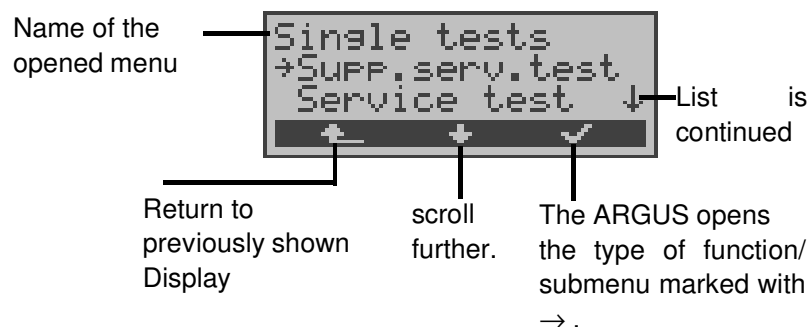 Name of the
opened menu
Single tests
→Supp.serv.test
Service test ↓
List is
continued
Return to
previously shown
Display
scroll
further.
The ARGUS opens
the type of function/
submenu marked with
→ .